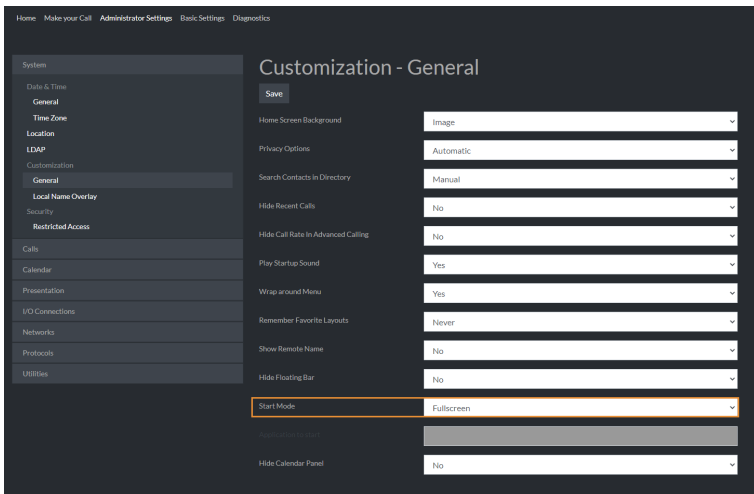 Home Make your Call Administrator Settings Basic Settings Diagnostics
System
Date & Time
General
Time Zone
Location
LDAP
Customization
General
Local Name Overlay
Security
Restricted Access
Calls
Calendar
Presentation
I/O Connections
Networks
Protocols
Utilities
Customization - General
Save
Home Screen Background Image
Privacy Options Automatic
Search Contacts in Directory Manual
Hide Recent Calls No
Hide Call Rate In Advanced Calling No
Play Startup Sound Yes
Wrap around Menu Yes
Remember Favorite Layouts Never
Show Remote Name No
Hide Floating Bar No
Start Mode Fullscreen
Hide Calendar Panel No